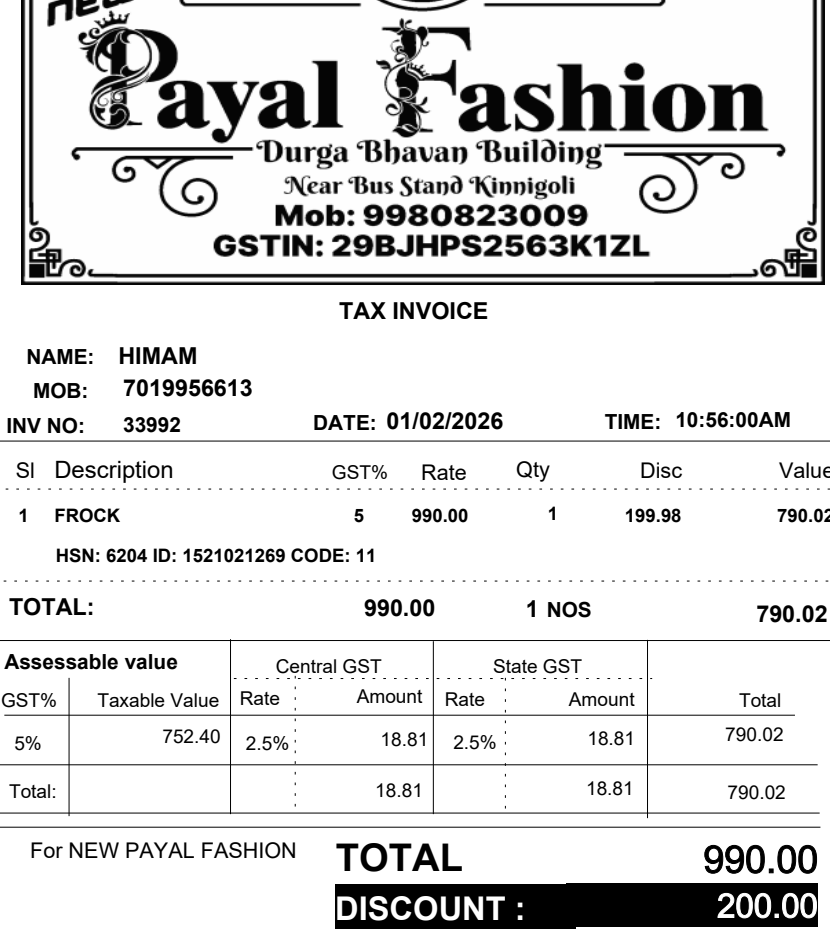 new
Payal Fashion
Durga Bhavan Building
Near Bus Stand Kinnigoli
Mob: 9980823009
GSTIN: 29BJHPS2563K1ZL
TAX INVOICE
NAME: HIMAM
MOB: 7019956613
INV NO: 33992 DATE: 01/02/2026 TIME: 10:56:00AM
Sl Description GST% Rate Qty Disc Value
1 FROCK 5 990.00 1 199.98 790.02
HSN: 6204 ID: 1521021269 CODE: 11
TOTAL: 990.00 1 NOS 790.02
Assessable value Central GST State GST
GST% Taxable Value Rate Amount Rate Amount Total
5% 752.40 2.5% 18.81 2.5% 18.81 790.02
Total: 18.81 18.81 790.02
For NEW PAYAL FASHION TOTAL 990.00
DISCOUNT : 200.00